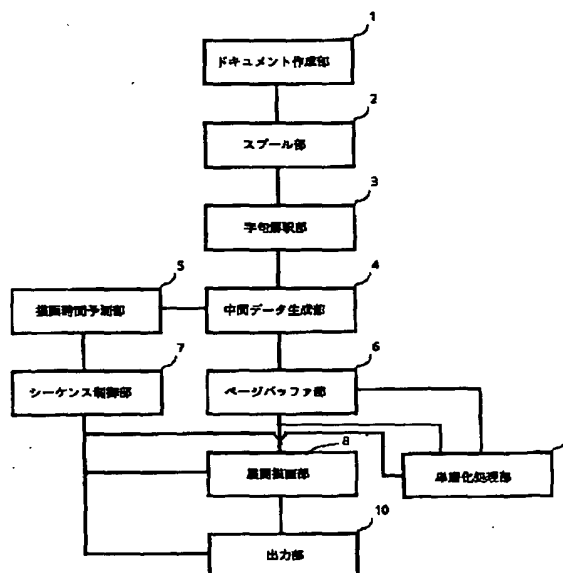 1
ドキュメント作成部
2
スプール部
3
字句解釈部
5
4
描画時間予測部
中間データ生成部
7
6
シーケンス制御部
ページバッファ部
8
展開描画部
単層化処理部
10
出力部